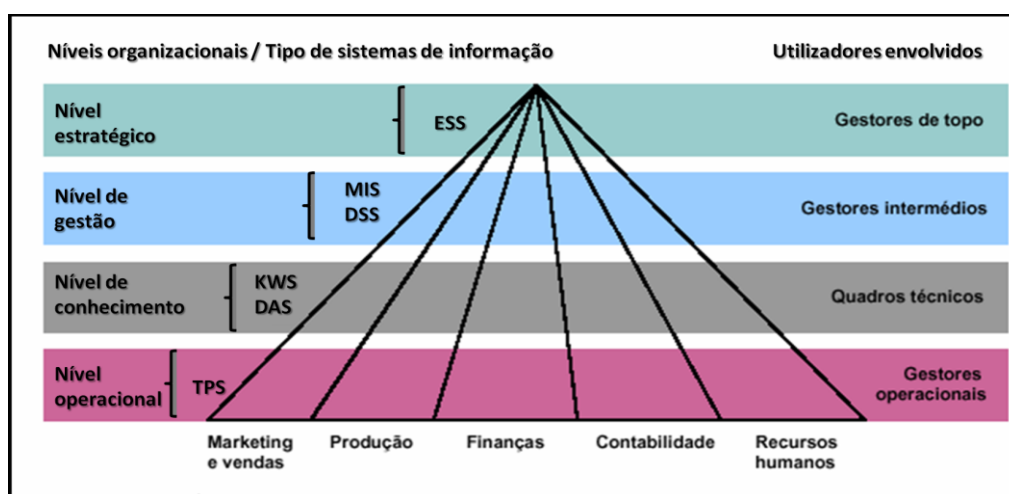 Níveis organizacionais / Tipo de sistemas de informação
Utilizadores envolvidos
Nível
estratégico
ESS
Gestores de topo
Nível de
gestão
MIS
DSS
Gestores intermédios
Nível de
conhecimento
KWS
DAS
Quadros técnicos
Nível
operacional
TPS
Gestores
operacionais
Marketing
e vendas
Produção
Finanças
Contabilidade
Recursos
humanos